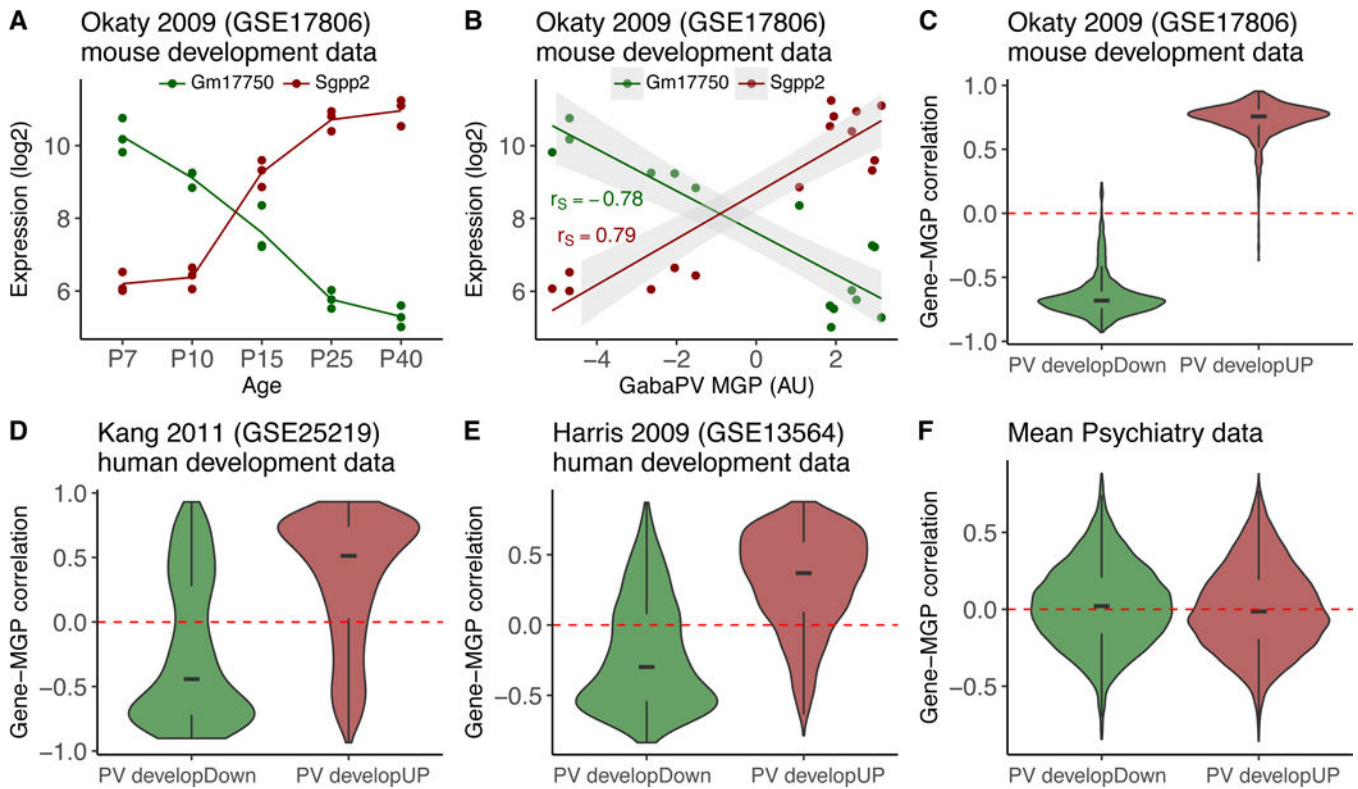 A
Okaty 2009 (GSE17806)
mouse development data
Gm17750 Sgpp2
Expression (log2)
10
8
6
P7 P10 P15 P25 P40
Age
B
Okaty 2009 (GSE17806)
mouse development data
Gm17750 Sgpp2
Expression (log2)
10
8
6
rS = −0.78
rS = 0.79
−4 −2 0 2
GabaPV MGP (AU)
C
Okaty 2009 (GSE17806)
mouse development data
Gene−MGP correlation
1.0
0.5
0.0
−0.5
−1.0
PV developDown PV developUP
D
Kang 2011 (GSE25219)
human development data
Gene−MGP correlation
1.0
0.5
0.0
−0.5
−1.0
PV developDown PV developUP
E
Harris 2009 (GSE13564)
human development data
Gene−MGP correlation
0.5
0.0
−0.5
PV developDown PV developUP
F
Mean Psychiatry data
Gene−MGP correlation
0.5
0.0
−0.5
PV developDown PV developUP